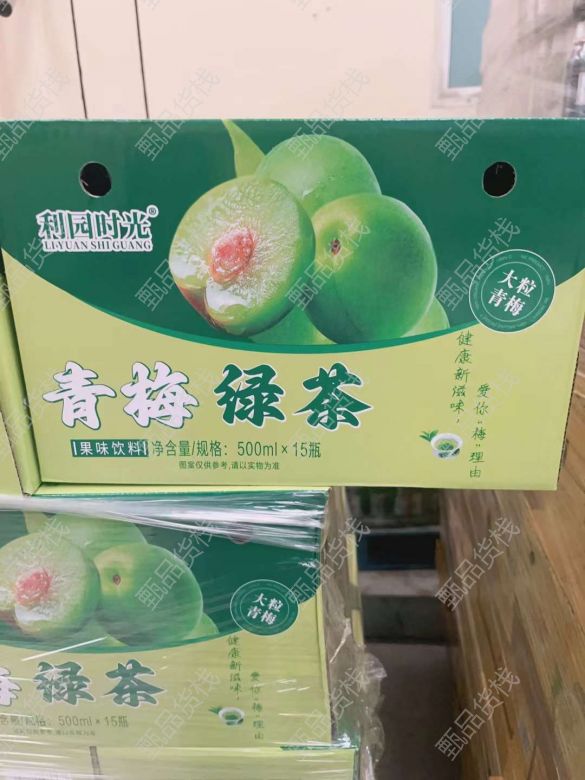 利园时光®
LI-YUAN SHI GUANG
大粒
青梅
青梅绿茶
健康新滋味，
爱你“梅”理由
果味饮料 净含量/规格：500ml×15瓶
图案仅供参考，请以实物为准
大粒
青梅
绿茶
健康新滋味，
爱你“梅”理由
500ml×15瓶
甄品货栈